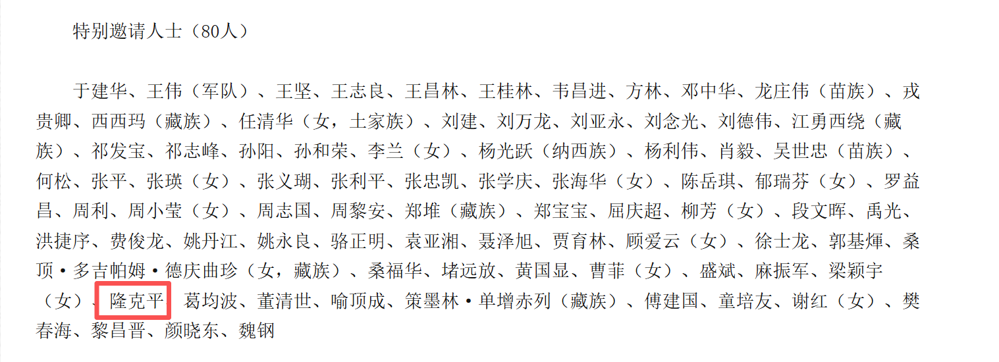 特别邀请人士（80人）
于建华、王伟（军队）、王坚、王志良、王昌林、王桂林、韦昌进、方林、邓中华、龙庄伟（苗族）、戎
贵卿、西西玛（藏族）、任清华（女，土家族）、刘建、刘万龙、刘亚永、刘念光、刘德伟、江勇西绕（藏
族）、祁发宝、祁志峰、孙阳、孙和荣、李兰（女）、杨光跃（纳西族）、杨利伟、肖毅、吴世忠（苗族）、
何松、张平、张瑛（女）、张义瑚、张利平、张忠凯、张学庆、张海华（女）、陈岳琪、郁瑞芬（女）、罗益
昌、周利、周小莹（女）、周志国、周黎安、郑堆（藏族）、郑宝宝、屈庆超、柳芳（女）、段文晖、禹光、
洪捷序、费俊龙、姚丹江、姚永良、骆正明、袁亚湘、聂泽旭、贾育林、顾爱云（女）、徐士龙、郭基煇、桑
顶·多吉帕姆·德庆曲珍（女，藏族）、桑福华、堵远放、黄国显、曹菲（女）、盛斌、麻振军、梁颖宇
（女）、隆克平 葛均波、董清世、喻顶成、策墨林·单增赤列（藏族）、傅建国、童培友、谢红（女）、樊
春海、黎昌晋、颜晓东、魏钢